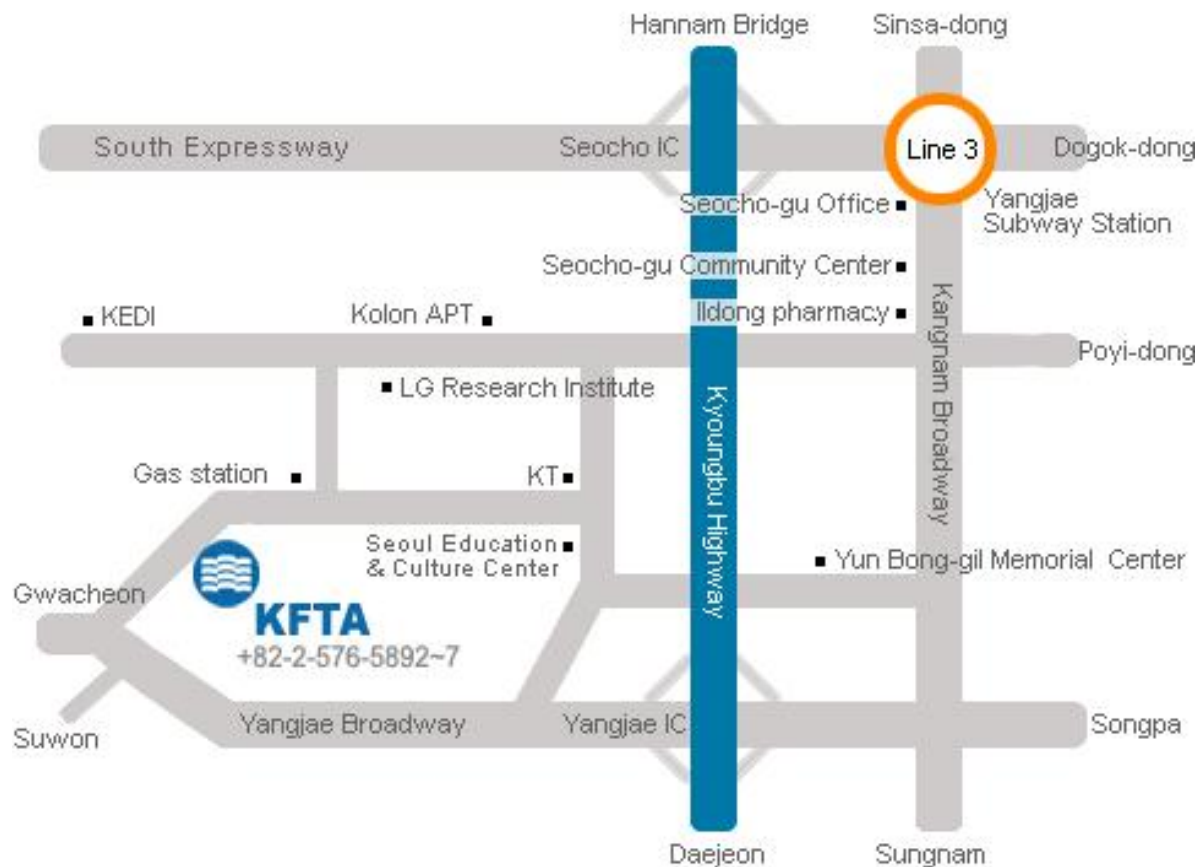 Hannam Bridge
Sinsa-dong
South Expressway
Seocho IC
Line 3
Dogok-dong
Seocho-gu Office
Yangjae
Subway Station
Seocho-gu Community Center
KEDI
Kolon APT
Ildong pharmacy
Kangnam Broadway
Poyi-dong
LG Research Institute
Kyoungbu Highway
Gas station
KT
Seoul Education
& Culture Center
Yun Bong-gil Memorial Center
Gwacheon
KFTA
+82-2-576-5892~7
Suwon
Yangjae Broadway
Yangjae IC
Songpa
Daejeon
Sungnam